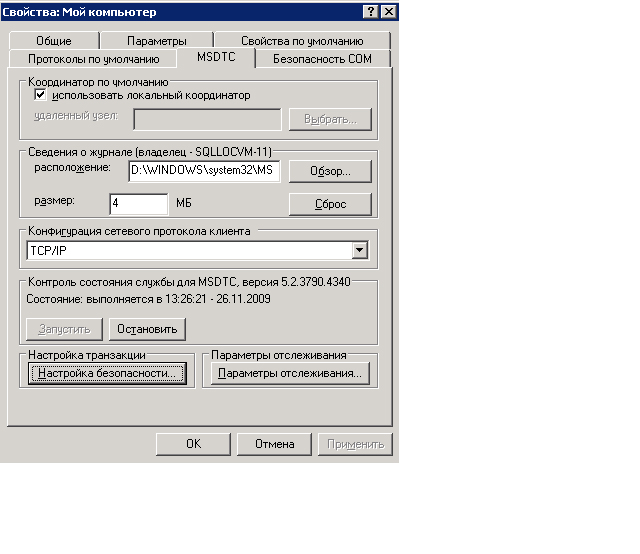 Свойства: Мой компьютер
Общие Параметры Свойства по умолчанию
Протоколы по умолчанию MSDTC Безопасность COM
Координатор по умолчанию
использовать локальный координатор
удаленный узел: Выбрать...
Сведения о журнале (владелец - SQLLOCVM-11)
расположение: D:\WINDOWS\system32\MS Обзор...
размер: 4 МБ Сброс
Конфигурация сетевого протокола клиента
TCP/IP
Контроль состояния службы для MSDTC, версия 5.2.3790.4340
Состояние: выполняется в 13:26:21 - 26.11.2009
Запустить Остановить
Настройка транзакции Параметры отслеживания
Настройка безопасности... Параметры отслеживания...
OK Отмена Применить